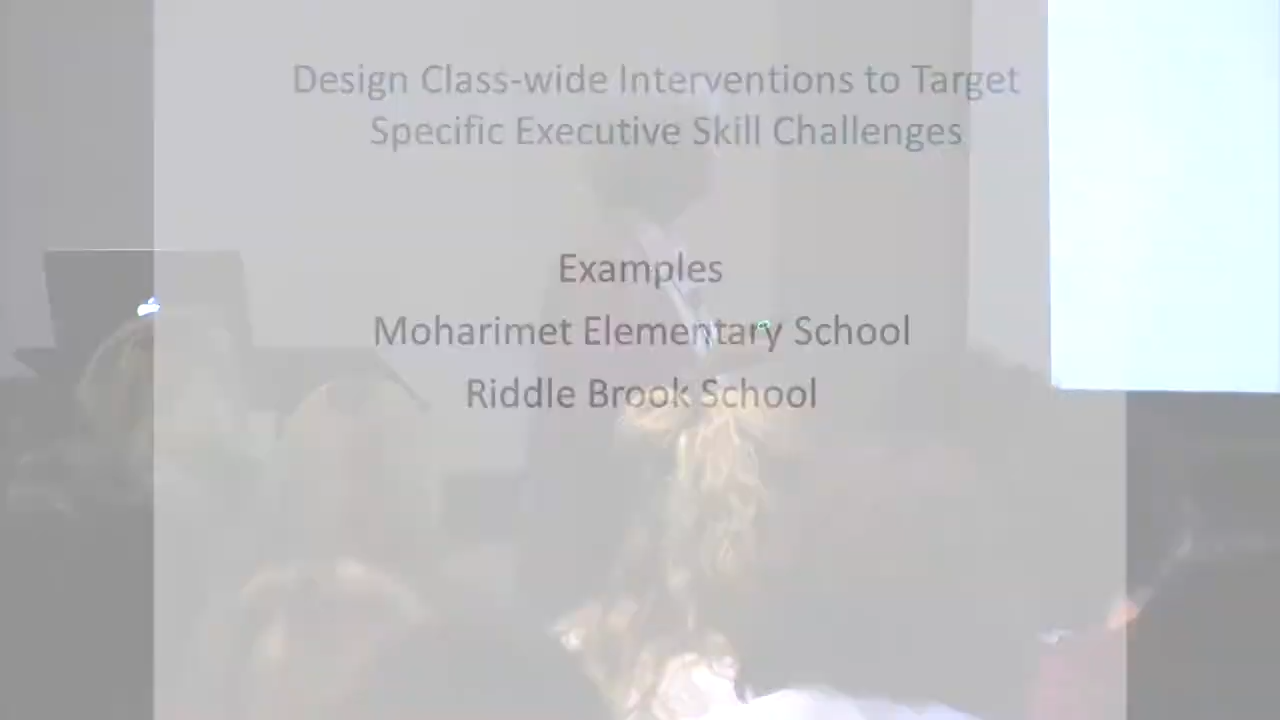 Design Class-wide Interventions to Target
Specific Executive Skill Challenges
Examples
Moharimet Elementary School
Riddle Brook School